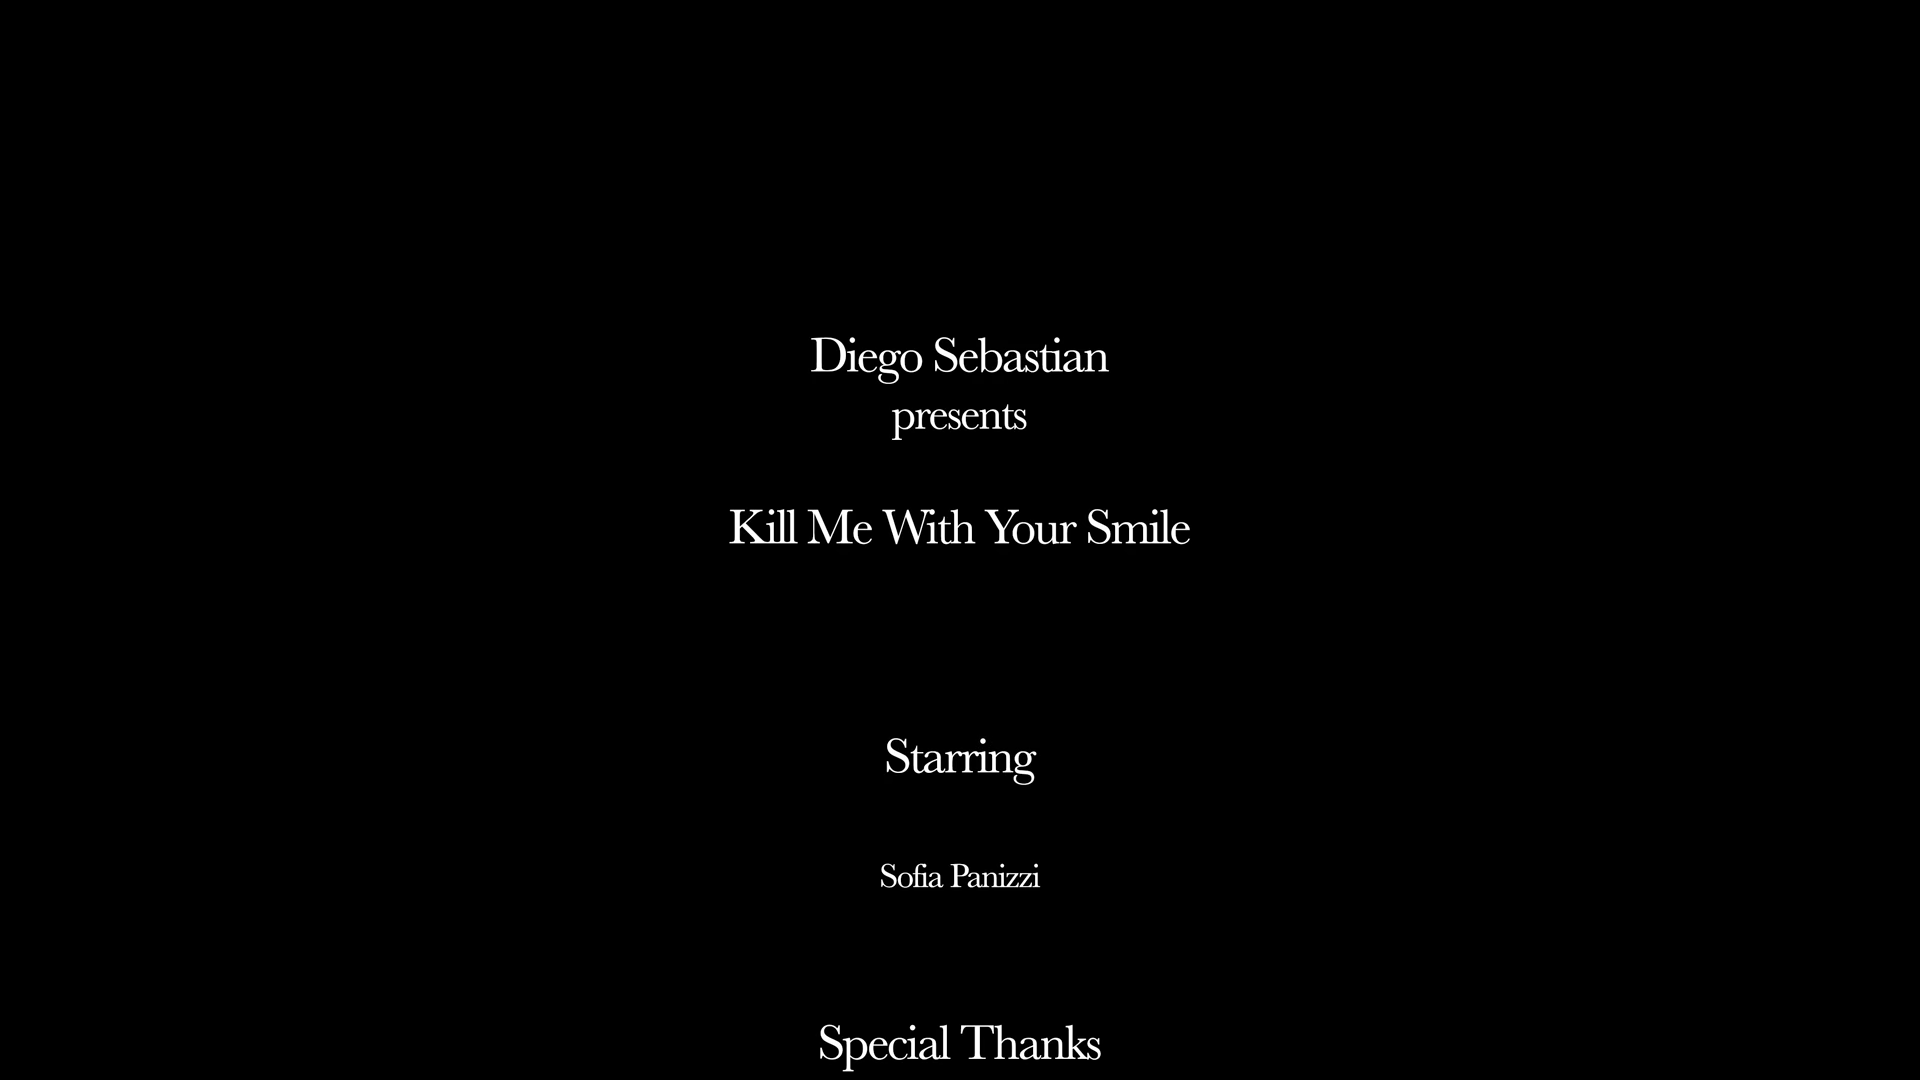 Diego Sebastian
presents
Kill Me With Your Smile
Starring
Sofia Panizzi
Special Thanks